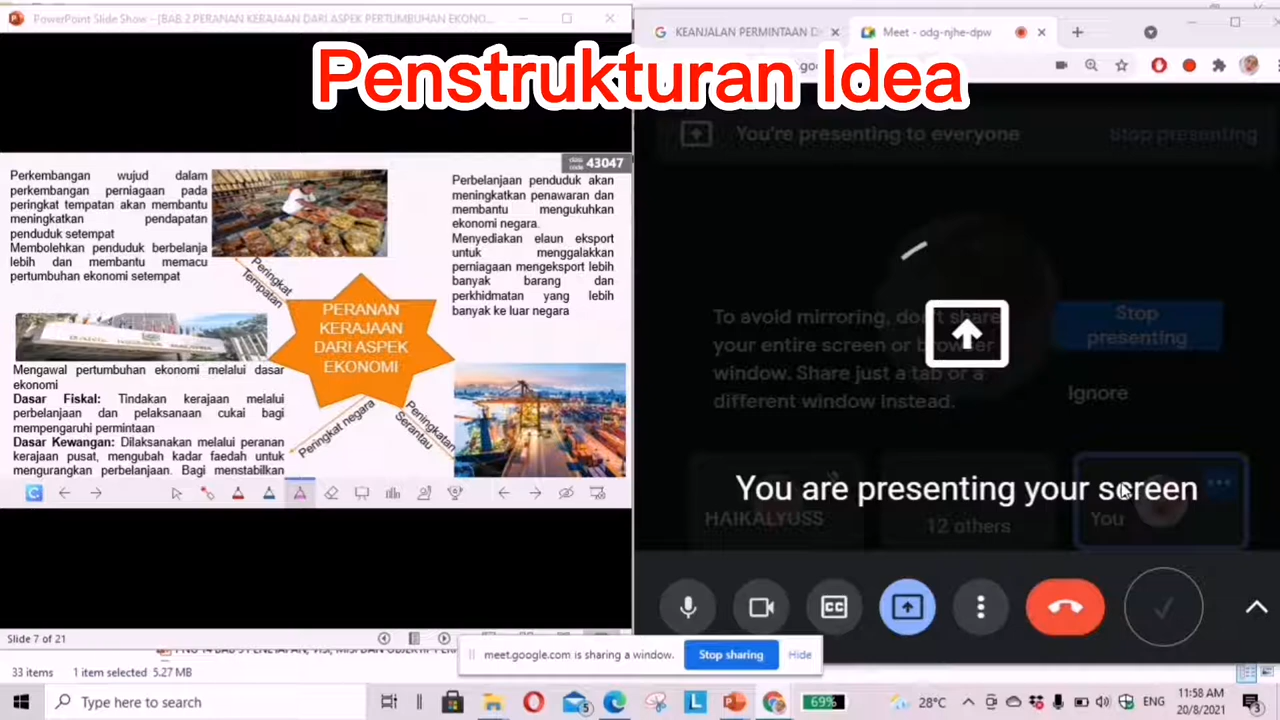 PowerPoint Slide Show - [BAB 2 PERANAN KERAJAAN DARI ASPEK PERTUMBUHAN EKONO...
KEANJALAN PERMINTAAN D
Meet - odg-njhe-dpw
Penstrukturan Idea
You're presenting to everyone
Stop presenting
class code 43047
Perkembangan wujud dalam
perkembangan perniagaan pada
peringkat tempatan akan membantu
meningkatkan pendapatan
penduduk setempat
Membolehkan penduduk berbelanja
lebih dan membantu memacu
pertumbuhan ekonomi setempat
Perbelanjaan penduduk akan
meningkatkan penawaran dan
membantu mengukuhkan
ekonomi negara.
Menyediakan elaun eksport
untuk menggalakkan
perniagaan mengeksport lebih
banyak barang dan
perkhidmatan yang lebih
banyak ke luar negara
Peringkat
Tempatan
PERANAN
KERAJAAN
DARI ASPEK
EKONOMI
Mengawal pertumbuhan ekonomi melalui dasar
ekonomi
Dasar Fiskal: Tindakan kerajaan melalui
perbelanjaan dan pelaksanaan cukai bagi
mempengaruhi permintaan
Dasar Kewangan: Dilaksanakan melalui peranan
kerajaan pusat, mengubah kadar faedah untuk
mengurangkan perbelanjaan. Bagi menstabilkan
Peringkat negara
Peringkatan
Serantau
To avoid mirroring, don't share
your entire screen or browser
window. Share just a tab or a
different window instead.
Stop
presenting
Ignore
You are presenting your screen
HAIKALYUSS
12 others
You
Slide 7 of 21
meet.google.com is sharing a window.
Stop sharing
Hide
33 items
1 item selected 5.27 MB
Type here to search
5
69%
28°C
ENG
11:58 AM
20/8/2021
3